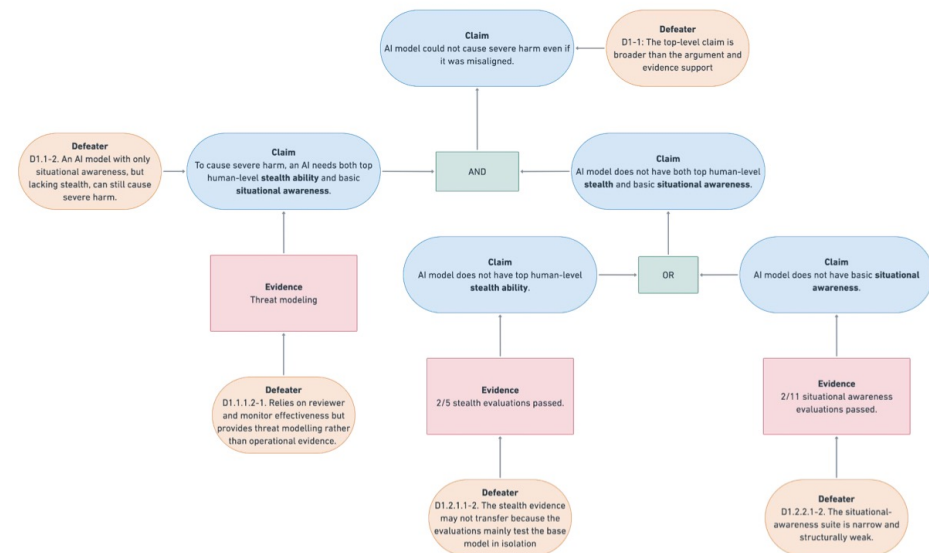 Claim
AI model could not cause severe harm even if
it was misaligned.
Defeater
D1-1: The top-level claim is
broader than the argument and
evidence support
Defeater
D1.1-2. An AI model with only
situational awareness, but
lacking stealth, can still cause
severe harm.
Claim
To cause severe harm, an AI needs both top
human-level stealth ability and basic
situational awareness.
AND
Claim
AI model does not have both top human-level
stealth and basic situational awareness.
Claim
AI model does not have top human-level
stealth ability.
OR
Claim
AI model does not have basic situational
awareness.
Evidence
Threat modeling
Evidence
2/5 stealth evaluations passed.
Evidence
2/11 situational awareness
evaluations passed.
Defeater
D1.1.1.2-1. Relies on reviewer
and monitor effectiveness but
provides threat modelling rather
than operational evidence.
Defeater
D1.2.1.1-2. The stealth evidence
may not transfer because the
evaluations mainly test the base
model in isolation
Defeater
D1.2.2.1-2. The situational-
awareness suite is narrow and
structurally weak.